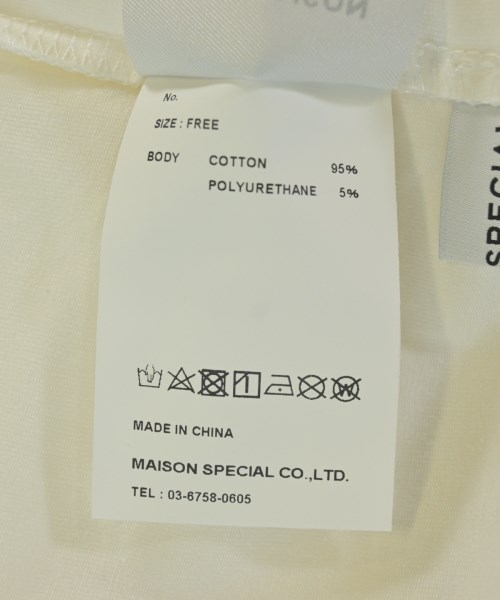 No.
SIZE : FREE
BODY COTTON 95%
POLYURETHANE 5%
MADE IN CHINA
MAISON SPECIAL CO.,LTD.
TEL : 03-6758-0605
SPECIAL